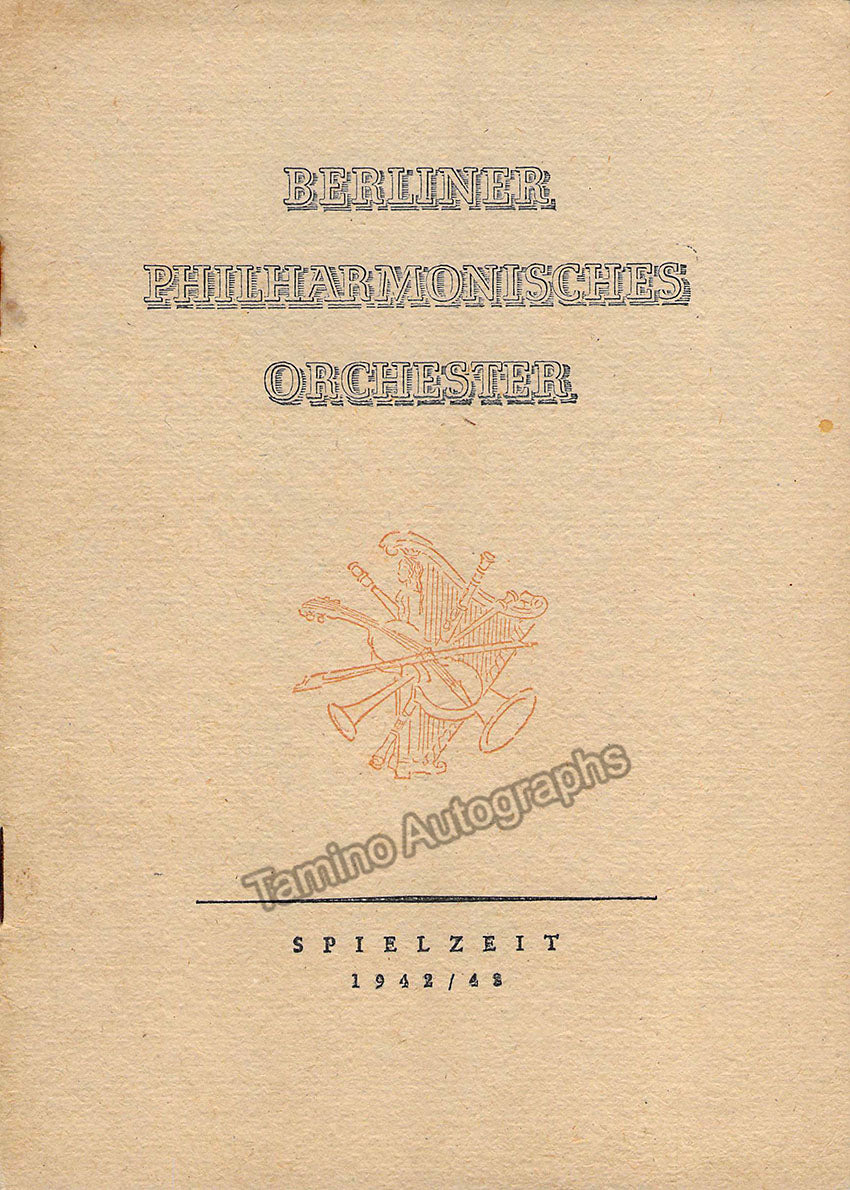 BERLINER
PHILHARMONISCHES
ORCHESTER
Tamino Autographs
SPIELZEIT
1942/43